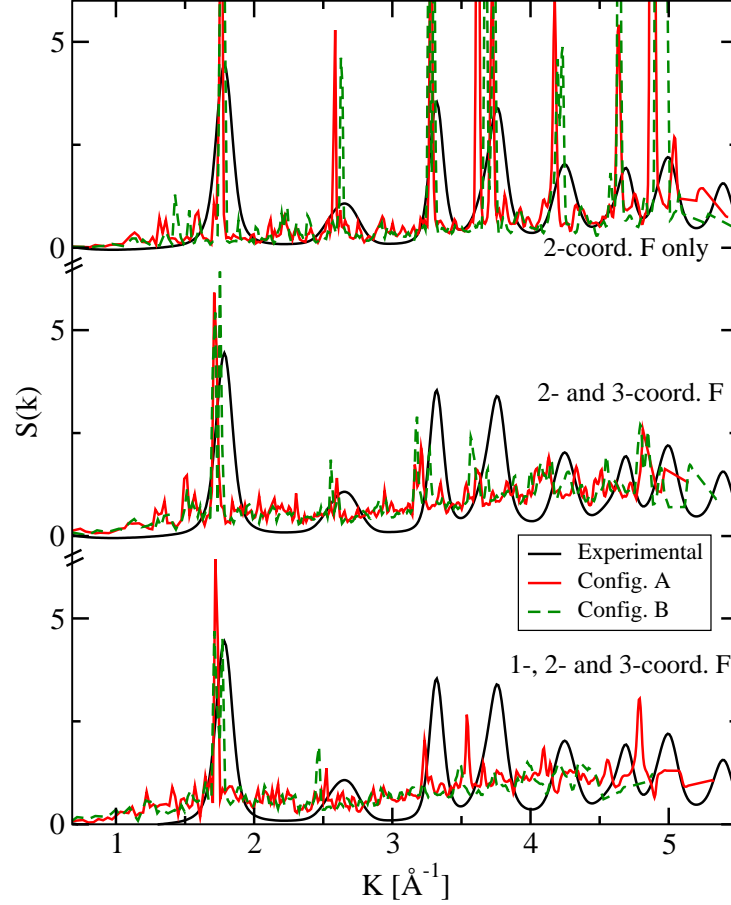 5
0
2-coord. F only
5
2- and 3-coord. F
S(k)
0
Experimental
Config. A
Config. B
5
1-, 2- and 3-coord. F
0
1 2 3 4 5
K [Å⁻¹]